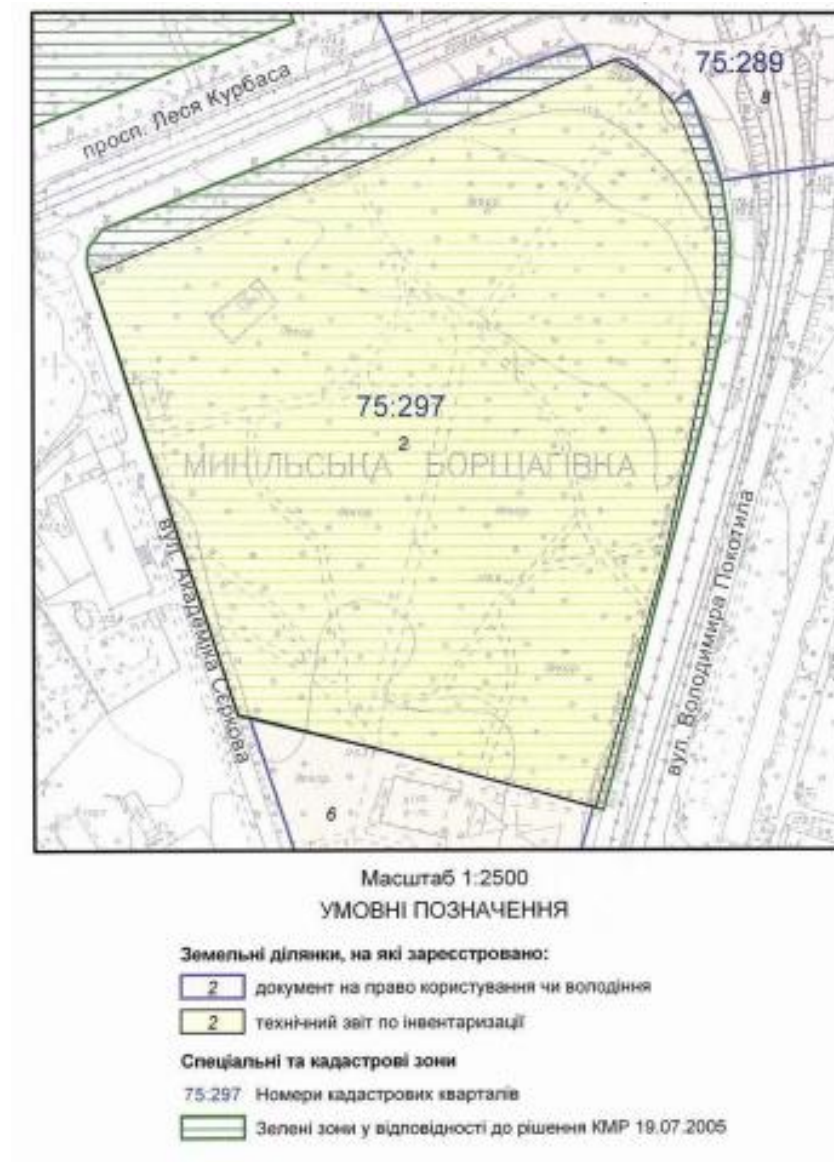 75:289
8
просп. Леся Курбаса
75:297
2
МИКІЛЬСЬКА БОРЩАГІВКА
вул. Академіка Сєркова
вул. Володимира Покотила
6
Масштаб 1:2500
УМОВНІ ПОЗНАЧЕННЯ
Земельні ділянки, на які зареєстровано:
2 документ на право користування чи володіння
2 технічний звіт по інвентаризації
Спеціальні та кадастрові зони
75:297 Номери кадастрових кварталів
Зелені зони у відповідності до рішення КМР 19.07.2005